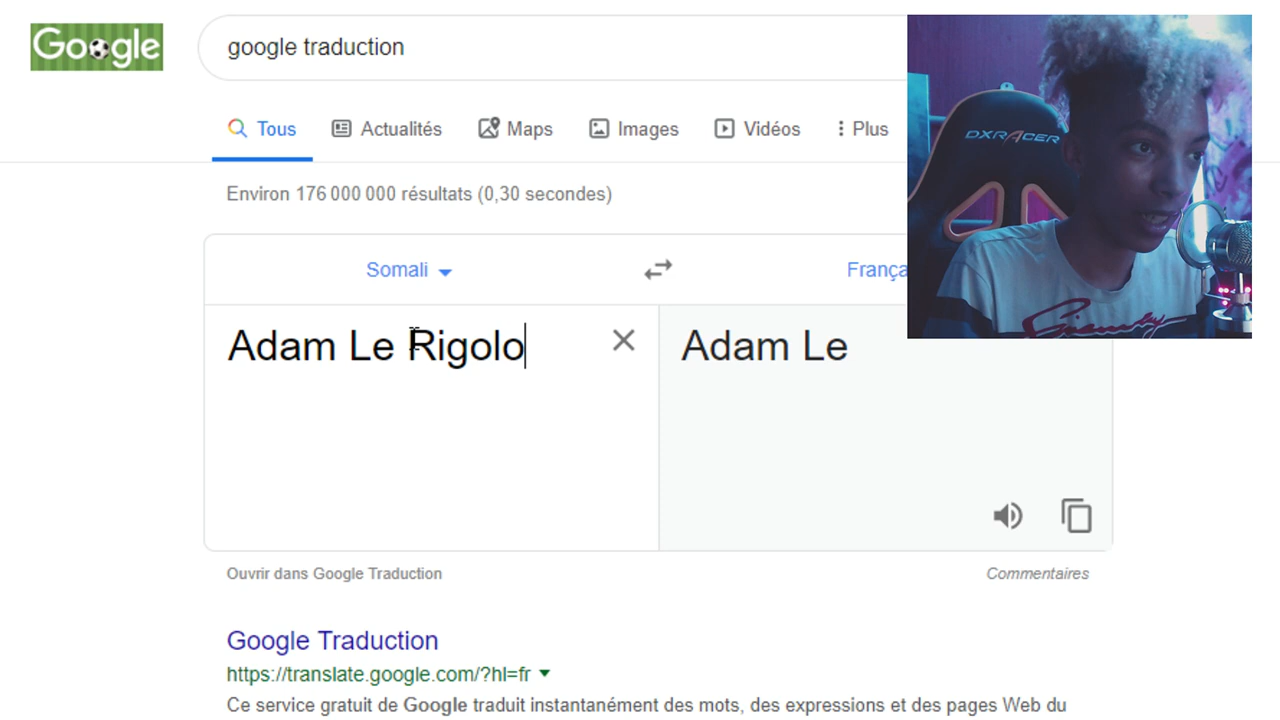 Google
google traduction
Tous
Actualités
Maps
Images
Vidéos
Plus
Environ 176 000 000 résultats (0,30 secondes)
Somali
França
Adam Le Rigolo
Adam Le
Ouvrir dans Google Traduction
Commentaires
Google Traduction
https://translate.google.com/?hl=fr
Ce service gratuit de Google traduit instantanément des mots, des expressions et des pages Web du
DXRACER